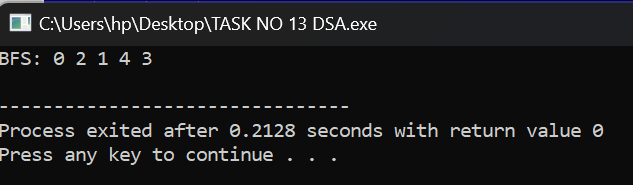 C:\Users\hp\Desktop\TASK NO 13 DSA.exe
BFS: 0 2 1 4 3
--------------------------------
Process exited after 0.2128 seconds with return value 0
Press any key to continue . . .